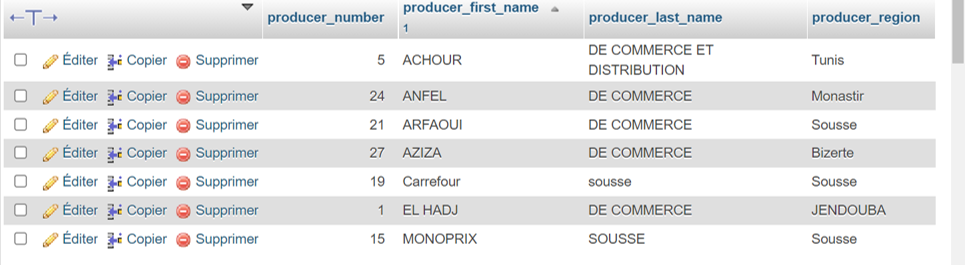 ←T→ producer_number producer_first_name 1 producer_last_name producer_region
Éditer Copier Supprimer 5 ACHOUR DE COMMERCE ET DISTRIBUTION Tunis
Éditer Copier Supprimer 24 ANFEL DE COMMERCE Monastir
Éditer Copier Supprimer 21 ARFAOUI DE COMMERCE Sousse
Éditer Copier Supprimer 27 AZIZA DE COMMERCE Bizerte
Éditer Copier Supprimer 19 Carrefour sousse Sousse
Éditer Copier Supprimer 1 EL HADJ DE COMMERCE JENDOUBA
Éditer Copier Supprimer 15 MONOPRIX SOUSSE Sousse